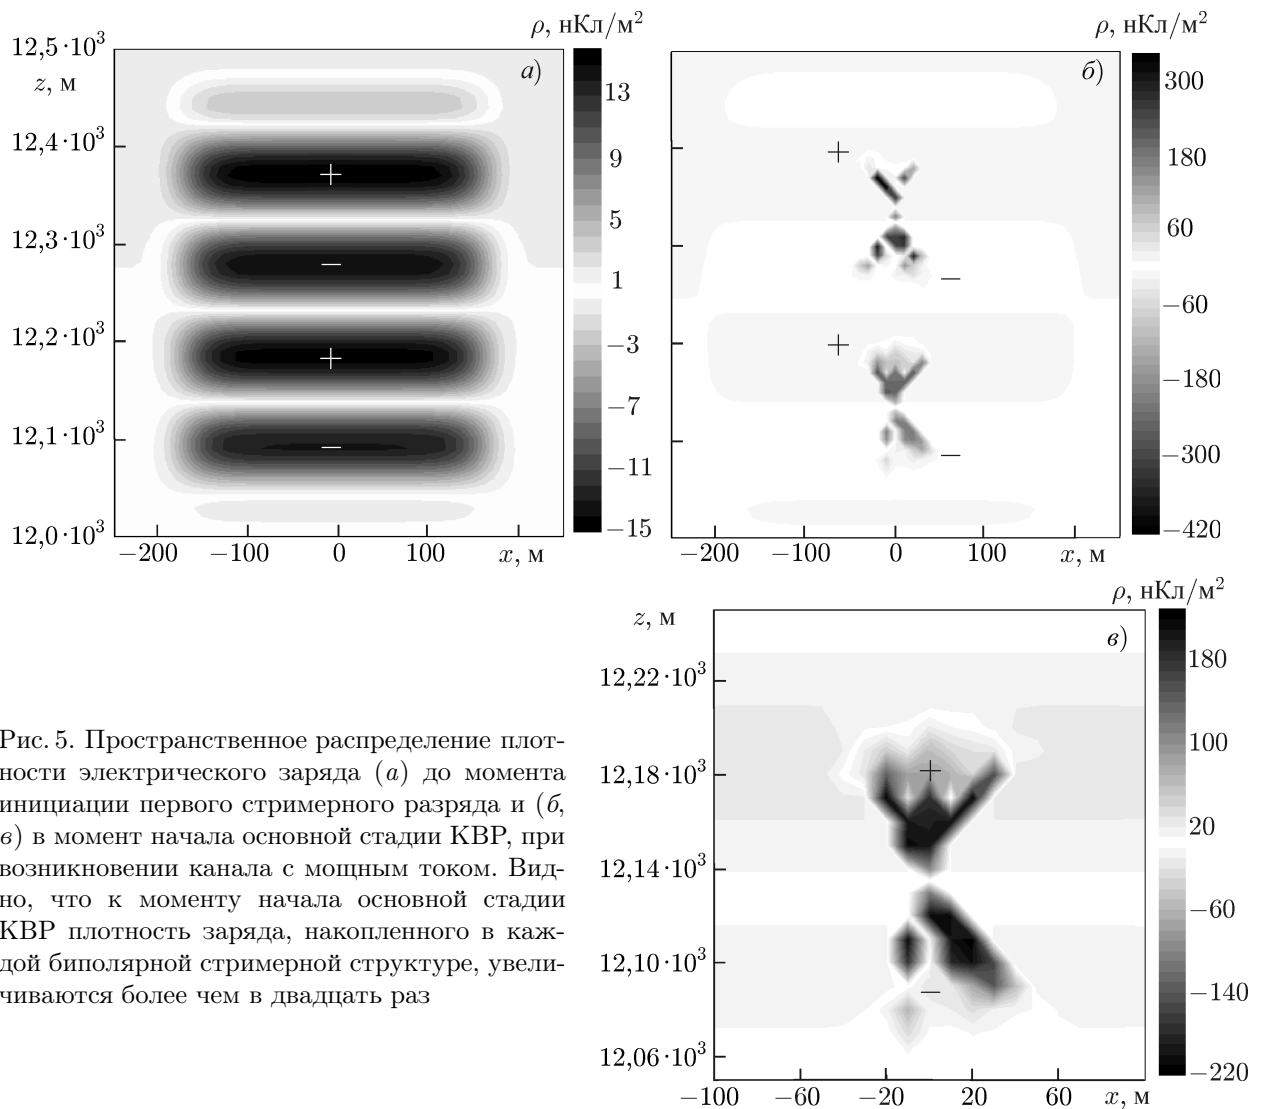 ρ, нКл/м²
12,5·10³
z, м
а)
13
12,4·10³
+
9
5
12,3·10³
−
1
12,2·10³
+
−3
−7
12,1·10³
−
−11
12,0·10³
−15
−200 −100 0 100 x, м
ρ, нКл/м²
б)
300
+
180
60
−
−60
+
−180
−
−300
−420
−200 −100 0 100 x, м
ρ, нКл/м²
z, м
в)
12,22·10³
180
100
12,18·10³
+
20
12,14·10³
−60
12,10·10³
−
−140
12,06·10³
−220
−100 −60 −20 20 60 x, м
Рис. 5. Пространственное распределение плот-
ности электрического заряда (а) до момента
инициации первого стримерного разряда и (б,
в) в момент начала основной стадии КВР, при
возникновении канала с мощным током. Вид-
но, что к моменту начала основной стадии
КВР плотность заряда, накопленного в каж-
дой биполярной стримерной структуре, увели-
чиваются более чем в двадцать раз